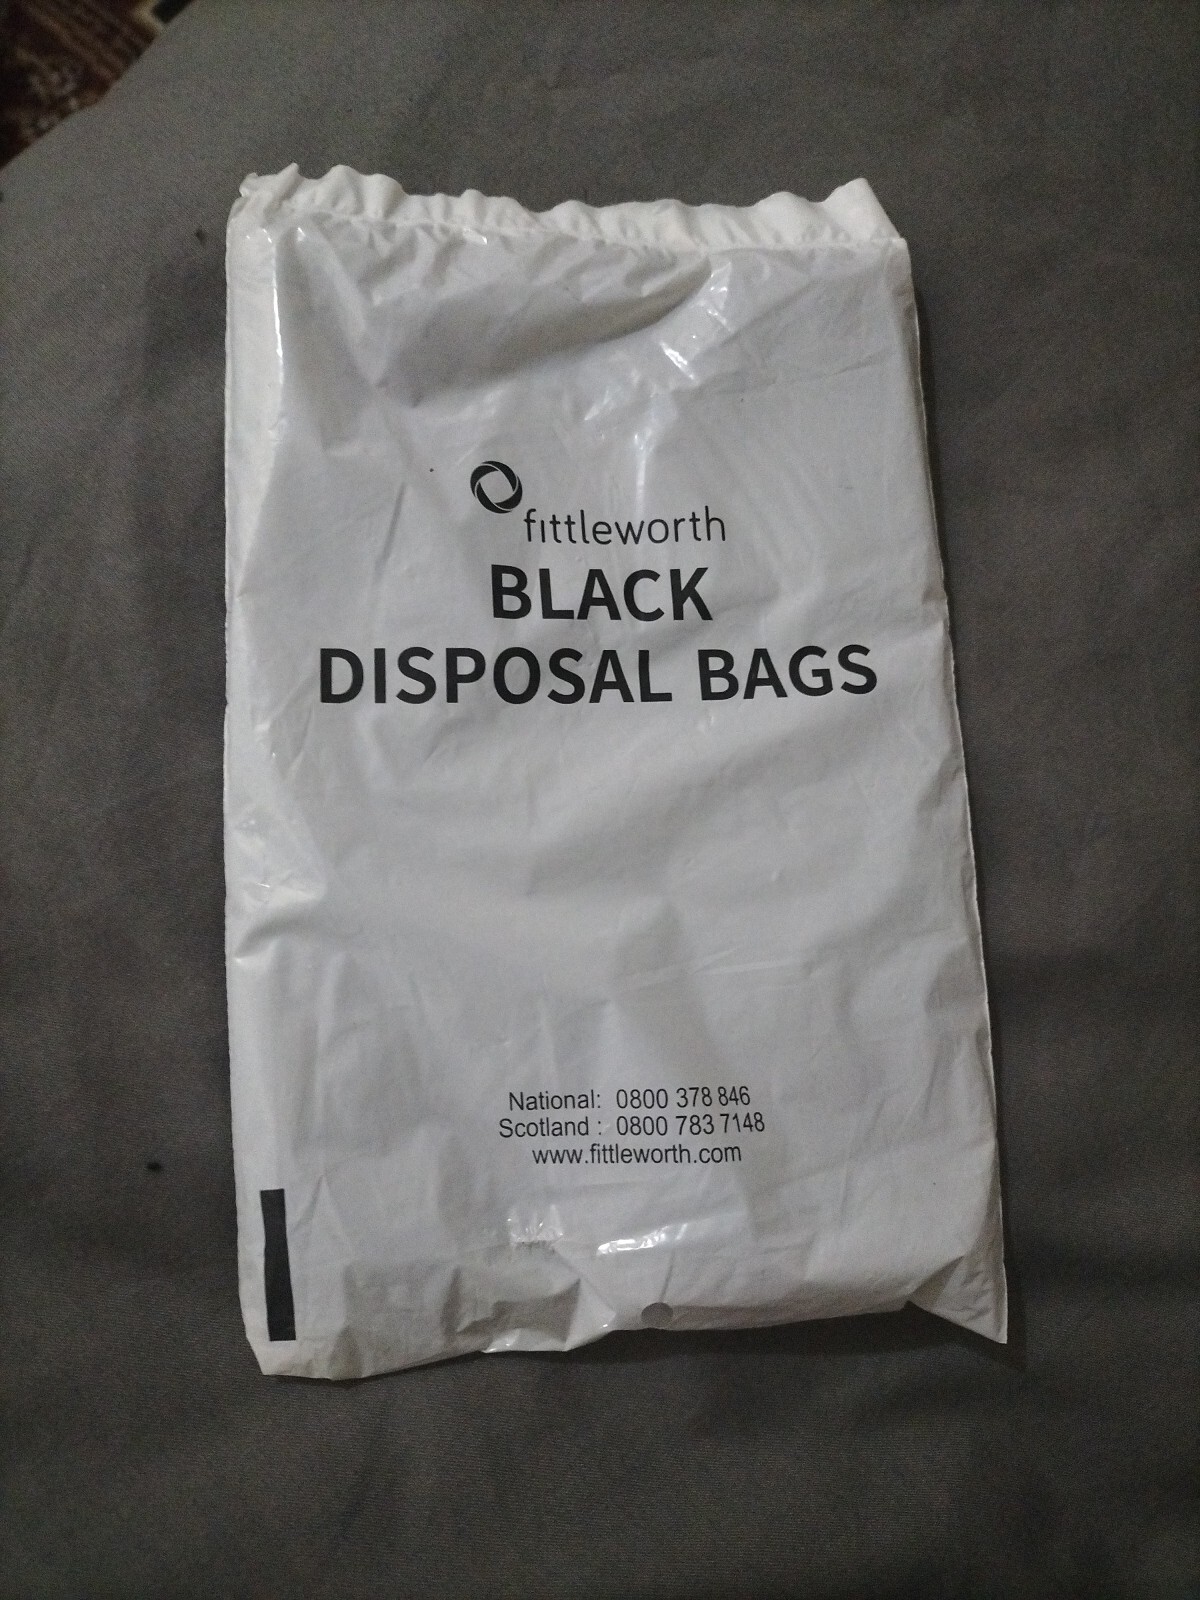 fittleworth
BLACK
DISPOSAL BAGS
National: 0800 378 846
Scotland : 0800 783 7148
www.fittleworth.com